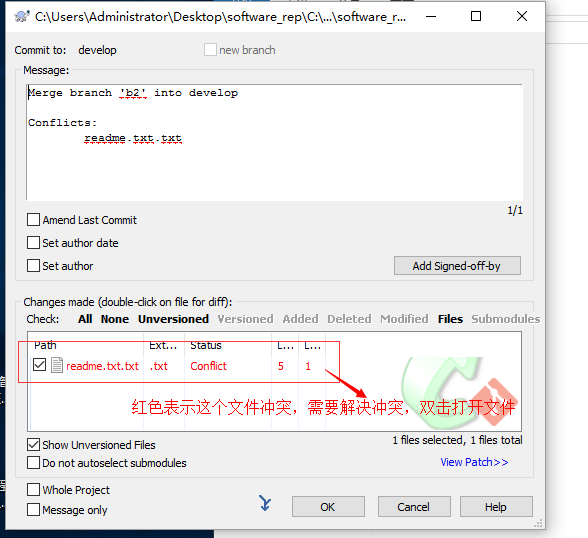 C:\Users\Administrator\Desktop\software_rep\C:\...\software_r...
Commit to: develop new branch
Message:
Merge branch 'b2' into develop
Conflicts:
readme.txt.txt
1/1
Amend Last Commit
Set author date
Set author
Add Signed-off-by
Changes made (double-click on file for diff):
Check: All None Unversioned Versioned Added Deleted Modified Files Submodules
Path Ext... Status L... L...
readme.txt.txt .txt Conflict 5 1
红色表示这个文件冲突，需要解决冲突，双击打开文件
Show Unversioned Files
1 files selected, 1 files total
Do not autoselect submodules
View Patch>>
Whole Project
Message only
OK Cancel Help